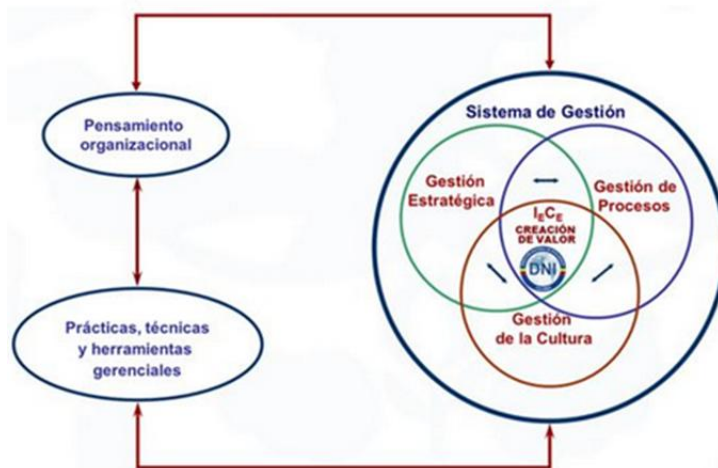 Pensamiento
organizacional
Prácticas, técnicas
y herramientas
gerenciales
Sistema de Gestión
Gestión
Estratégica
Gestión de
Procesos
IECE
CREACIÓN
DE VALOR
DNI
Gestión
de la Cultura